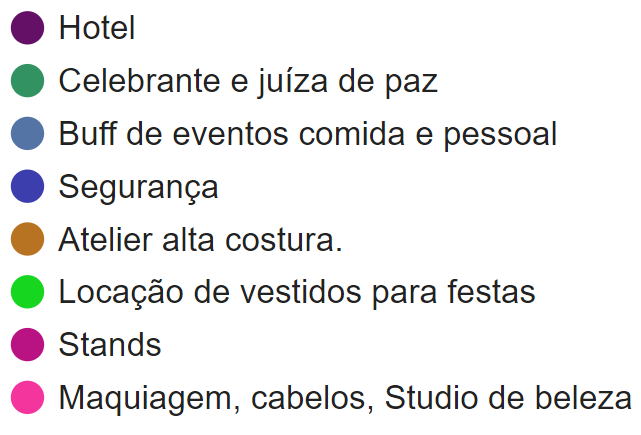 Hotel
Celebrante e juíza de paz
Buff de eventos comida e pessoal
Segurança
Atelier alta costura.
Locação de vestidos para festas
Stands
Maquiagem, cabelos, Studio de beleza